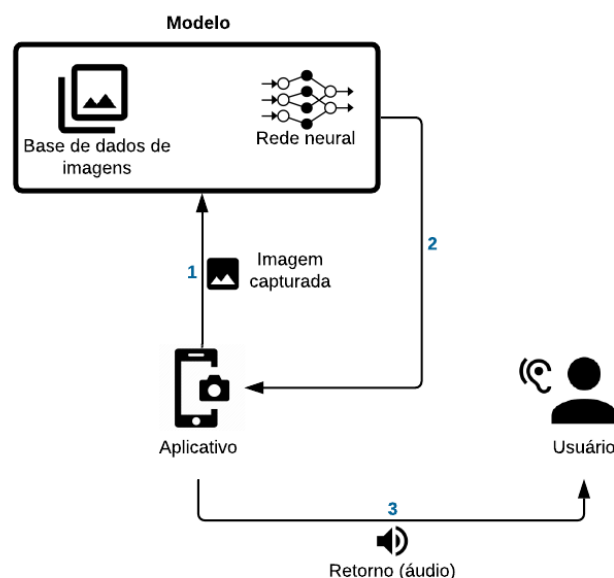 Modelo
Base de dados de
imagens
Rede neural
1
Imagem
capturada
2
Aplicativo
Usuário
3
Retorno (áudio)